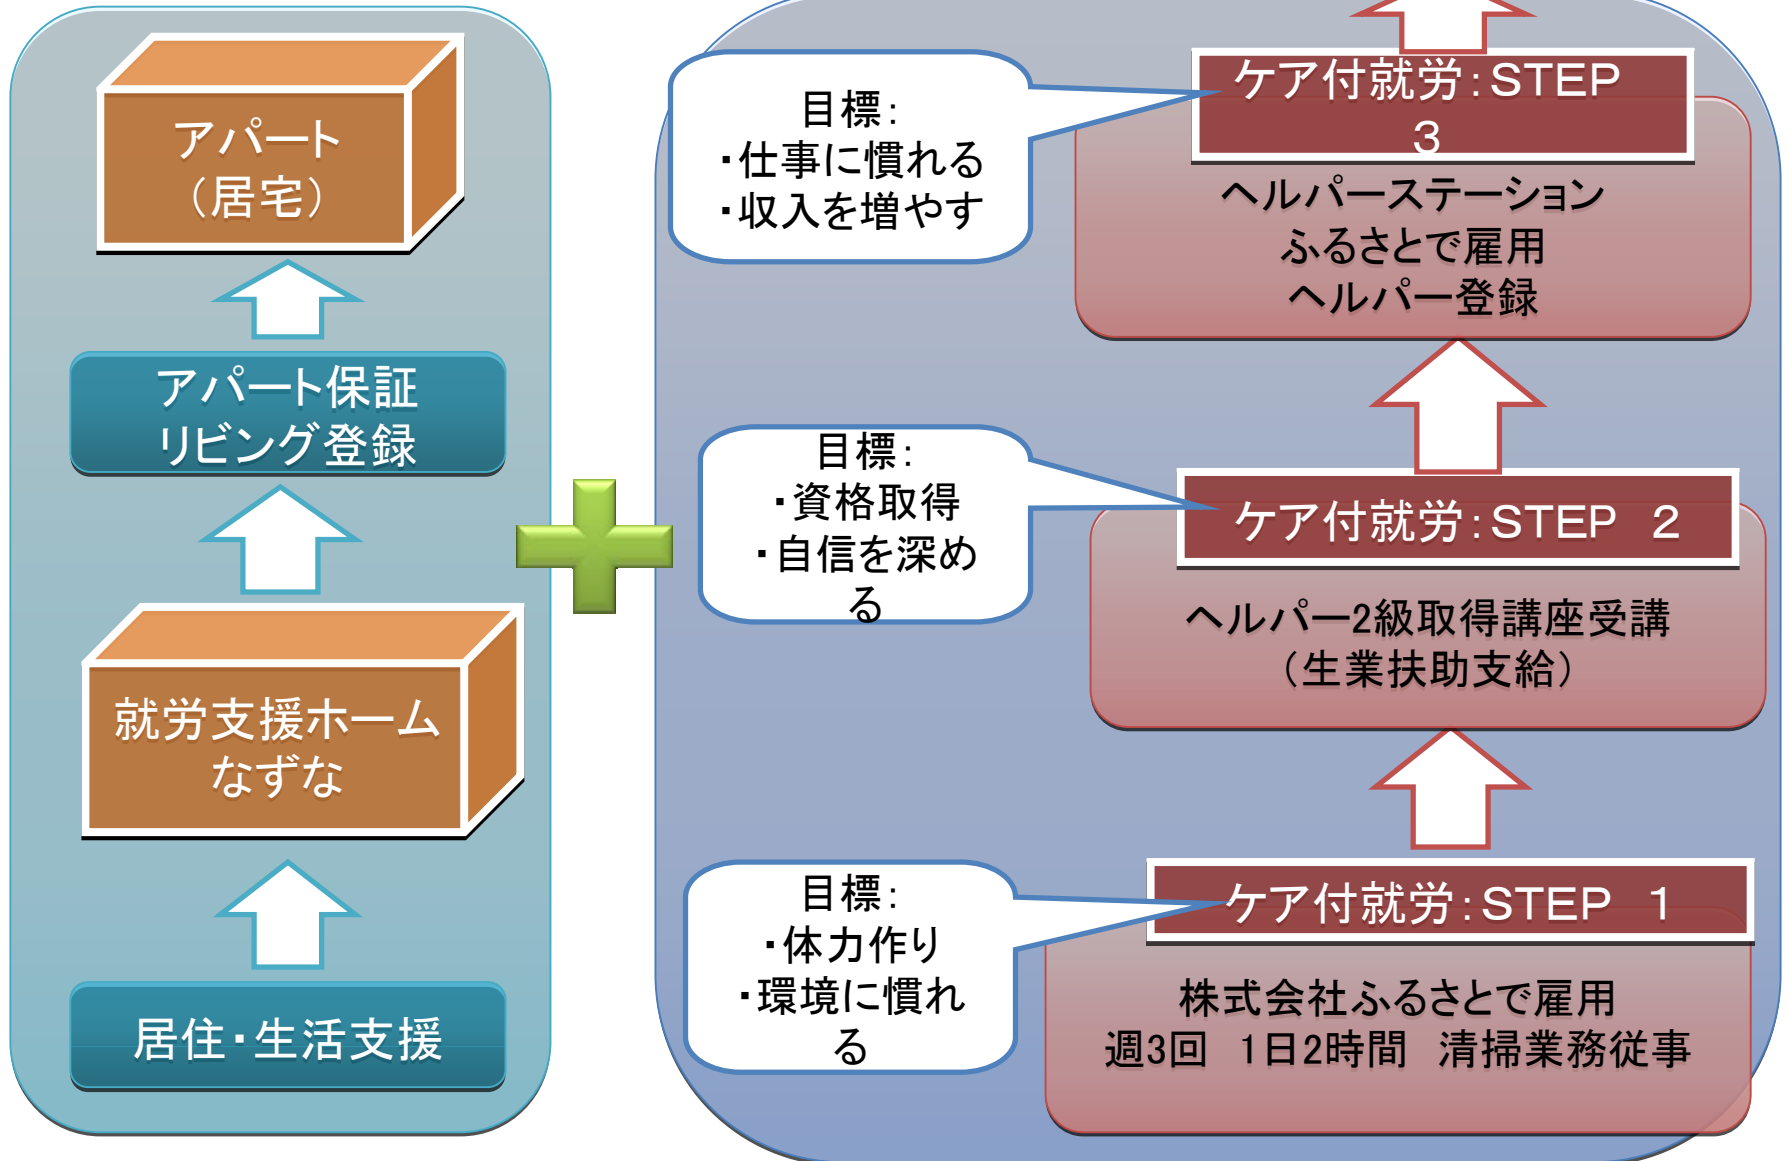 アパート
（居宅）
アパート保証
リビング登録
就労支援ホーム
なずな
居住・生活支援
目標：
・仕事に慣れる
・収入を増やす
ケア付就労：ＳＴＥＰ
３
ヘルパーステーション
ふるさとで雇用
ヘルパー登録
目標：
・資格取得
・自信を深め
る
ケア付就労：ＳＴＥＰ　２
ヘルパー2級取得講座受講
（生業扶助支給）
目標：
・体力作り
・環境に慣れ
る
ケア付就労：ＳＴＥＰ　１
株式会社ふるさとで雇用
週3回　1日2時間　清掃業務従事